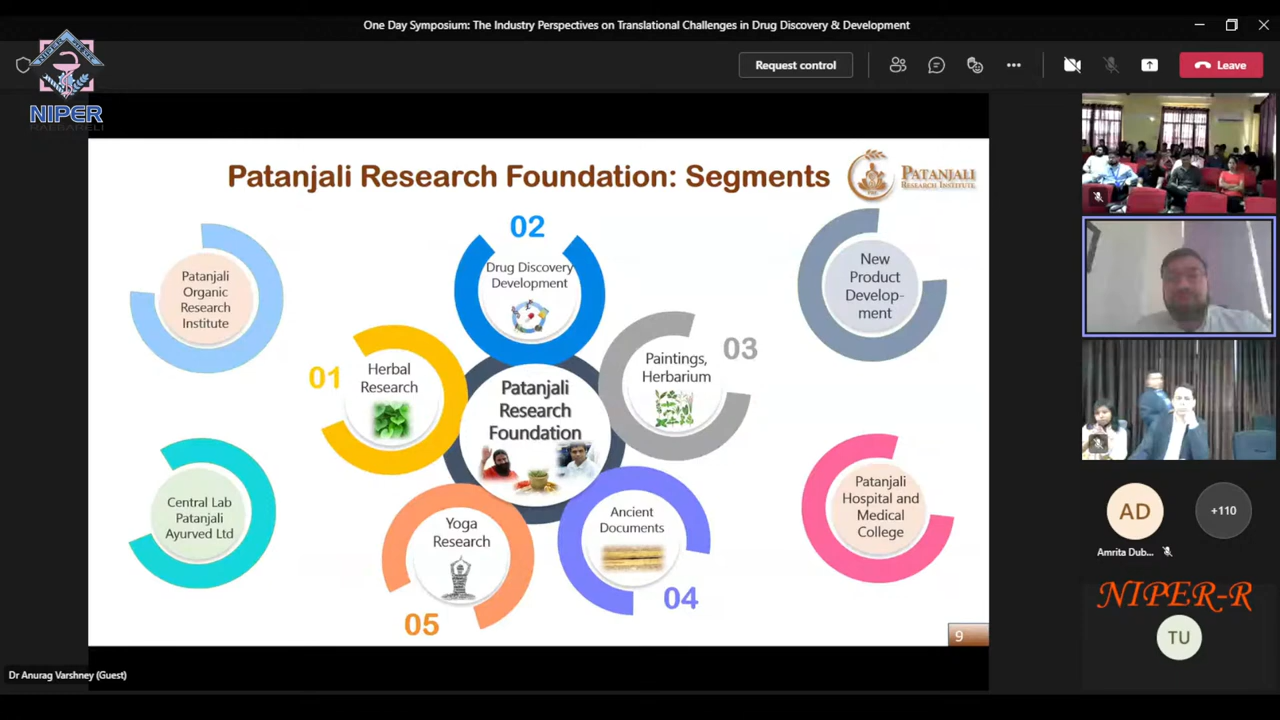 One Day Symposium: The Industry Perspectives on Translational Challenges in Drug Discovery & Development
NIPER
RAEBARELI
Request control
Leave
Patanjali Research Foundation: Segments
PATANJALI
RESEARCH INSTITUTE
Patanjali
Organic
Research
Institute
02
Drug Discovery
Development
New
Product
Develop-
ment
01
Herbal
Research
Patanjali
Research
Foundation
Paintings,
Herbarium
03
Central Lab
Patanjali
Ayurved Ltd
Yoga
Research
05
Ancient
Documents
04
Patanjali
Hospital and
Medical
College
9
AD
+110
Amrita Dub...
NIPER-R
TU
Dr Anurag Varshney (Guest)